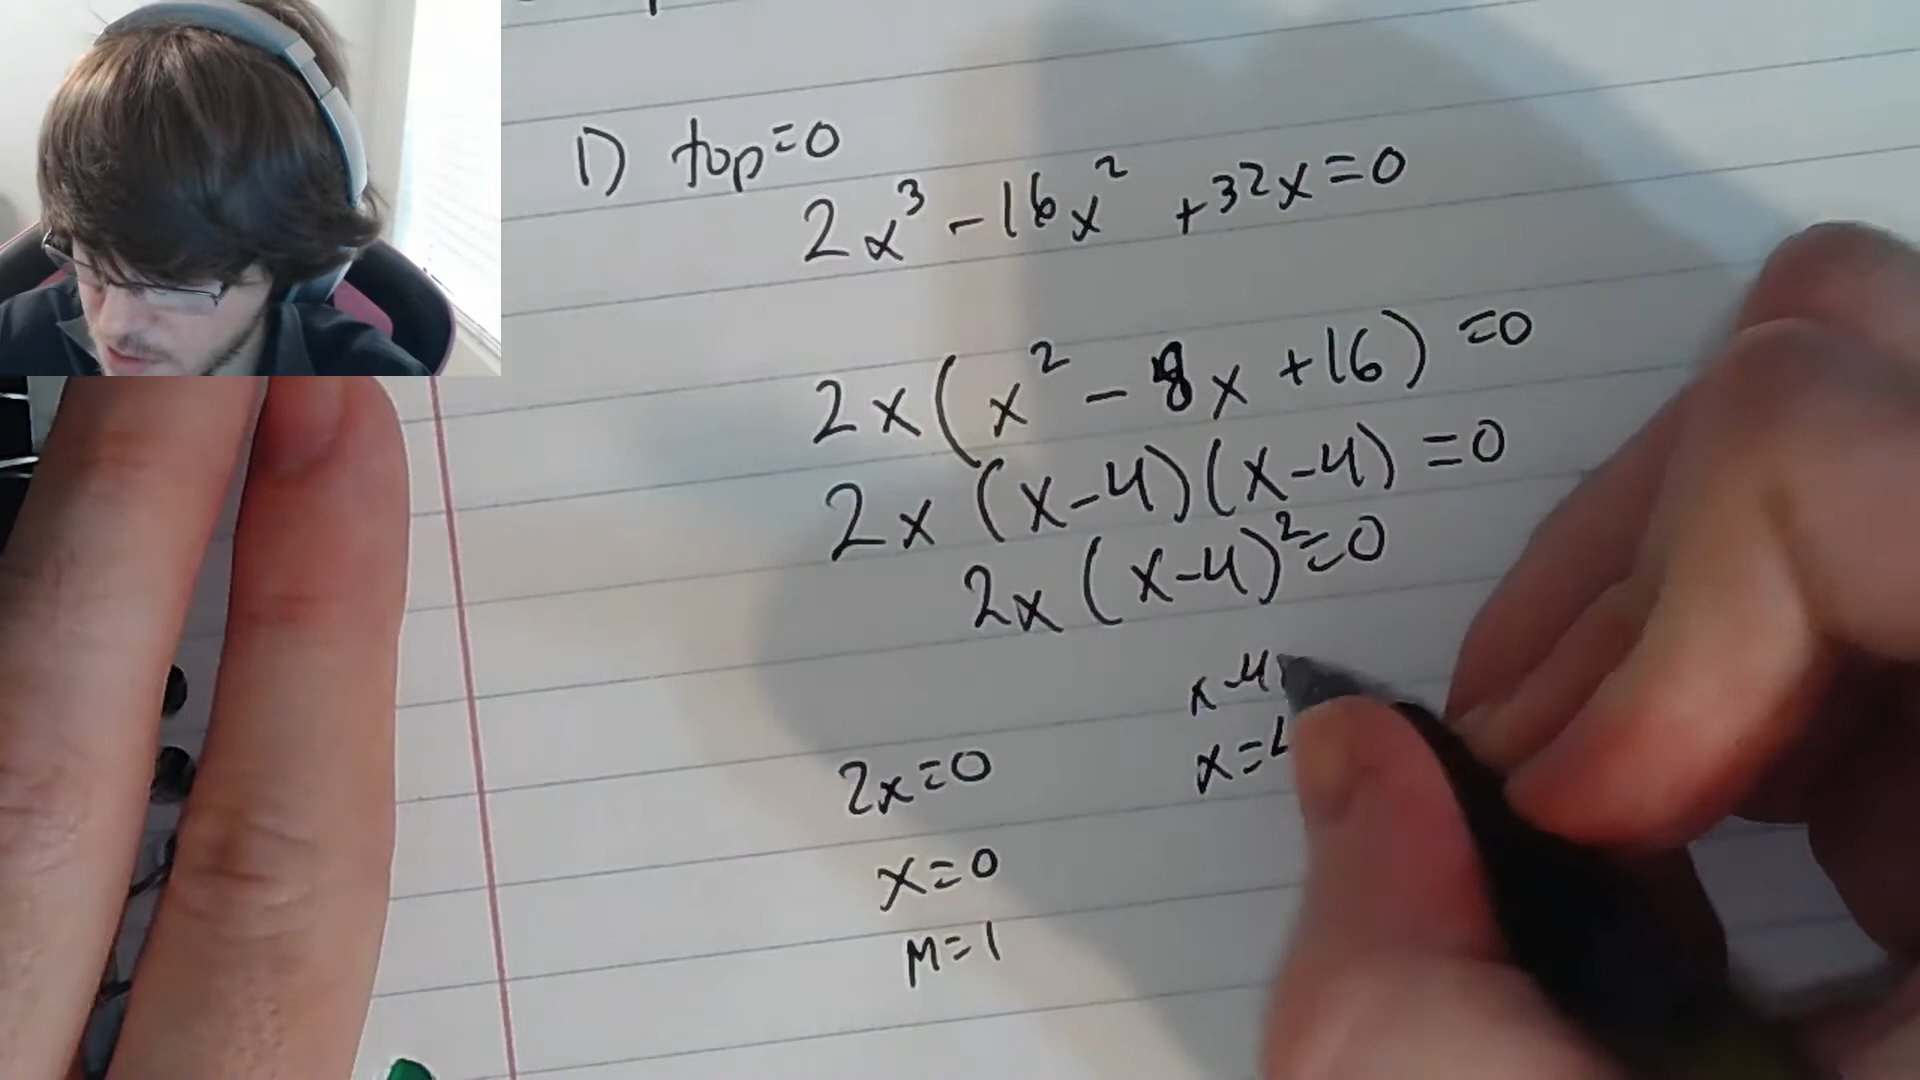 1) top=0
2x³-16x²+32x=0
2x(x²-8x+16)=0
2x(x-4)(x-4)=0
2x(x-4)²=0
x-4
2x=0 x=4
x=0
M=1